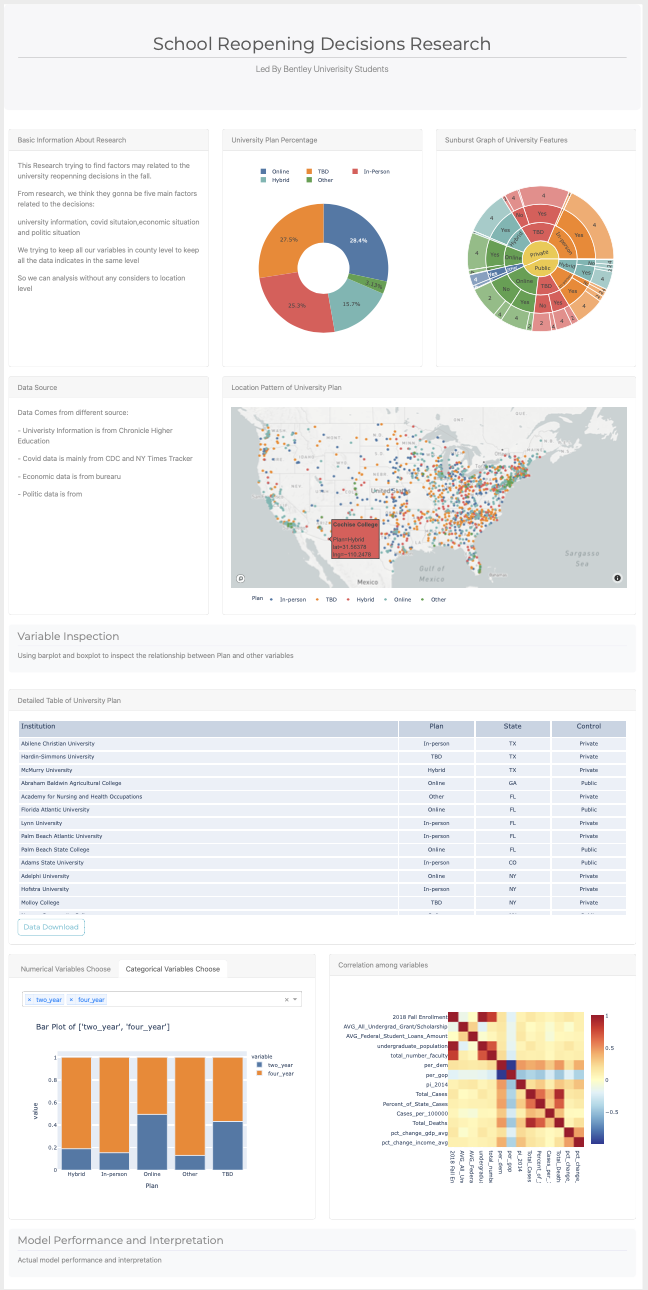 School Reopening Decisions Research
Led By Bentley Univerisity Students
Basic Information About Research
This Research trying to find factors may related to the
university reopenning decisions in the fall.
From research, we think they gonna be five main factors
related to the decisions:
university information, covid situtaion,economic situation
and politic situation
We trying to keep all our variables in county level to keep
all the data indicates in the same level
So we can analysis without any considers to location
level
University Plan Percentage
Online
TBD
In-Person
Hybrid
Other
27.5%
28.4%
2.13%
25.3%
15.7%
Sunburst Graph of University Features
Private
Public
TBD
In-person
Hybrid
Online
Yes
No
Hybrid
Online
TBD
Yes
No
4
2
Data Source
Data Comes from different source:
- Univeristy Information is from Chronicle Higher
Education
- Covid data is mainly from CDC and NY Times Tracker
- Economic data is from burearu
- Politic data is from
Location Pattern of University Plan
United States
Cochise College
Plan=Hybrid
lat=31.56378
lng=-110.2478
Gulf of
Mexico
Sargasso
Sea
Mexico
Plan
In-person
TBD
Hybrid
Online
Other
Variable Inspection
Using barplot and boxplot to inspect the relationship between Plan and other variables
Detailed Table of University Plan
Institution Plan State Control
Abilene Christian University In-person TX Private
Hardin-Simmons University TBD TX Private
McMurry University Hybrid TX Private
Abraham Baldwin Agricultural College Online GA Public
Academy for Nursing and Health Occupations Other FL Private
Florida Atlantic University Online FL Public
Lynn University In-person FL Private
Palm Beach Atlantic University In-person FL Private
Palm Beach State College Online FL Public
Adams State University In-person CO Public
Adelphi University Online NY Private
Hofstra University In-person NY Private
Molloy College TBD NY Private
Data Download
Numerical Variables Choose
Categorical Variables Choose
× two_year × four_year
Bar Plot of ['two_year', 'four_year']
variable
two_year
four_year
value
1
0.8
0.6
0.4
0.2
0
Hybrid In-person Online Other TBD
Plan
Correlation among variables
2018 Fall Enrollment
AVG_All_Undergrad_Grant/Scholarship
AVG_Federal_Student_Loans_Amount
undergraduate_population
total_number_faculty
per_dem
per_gop
pi_2014
Total_Cases
Percent_of_State_Cases
Cases_per_100000
Total_Deaths
pct_change_gdp_avg
pct_change_income_avg
1
0.5
0
−0.5
2018 Fall En
AVG_All_Un
AVG_Federa
undergradu
total_numbe
per_dem
per_gop
pi_2014
Total_Cases
Percent_of_
Cases_per_
Total_Death
pct_change_
pct_change_
Model Performance and Interpretation
Actual model performance and interpretation